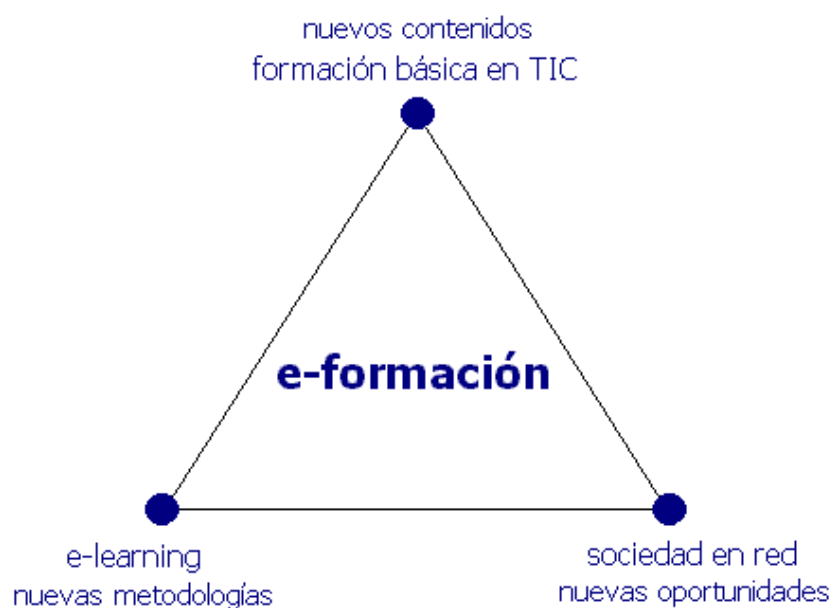 nuevos contenidos
formación básica en TIC
e-formación
e-learning
nuevas metodologías
sociedad en red
nuevas oportunidades